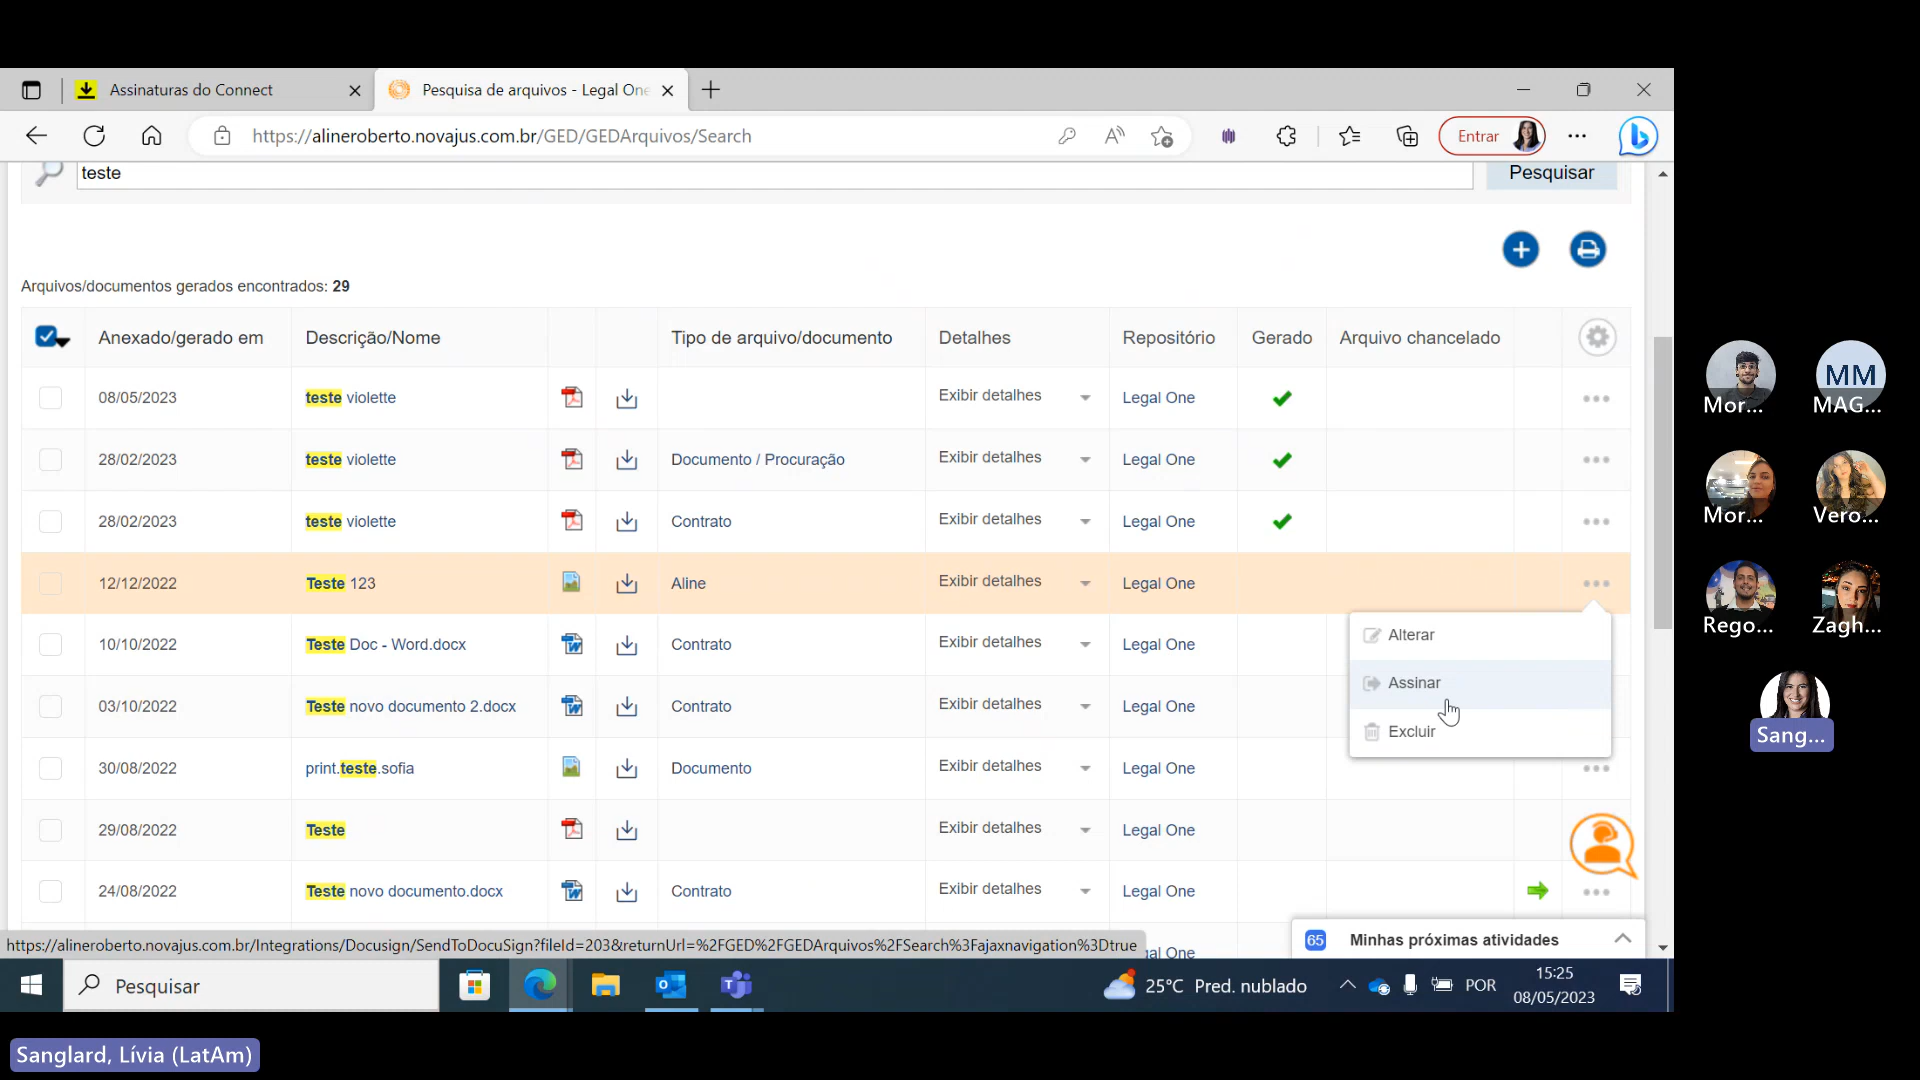 Assinaturas do Connect
Pesquisa de arquivos - Legal One
https://alineroberto.novajus.com.br/GED/GEDArquivos/Search
Entrar
teste
Pesquisar
Arquivos/documentos gerados encontrados: 29
Anexado/gerado em Descrição/Nome Tipo de arquivo/documento Detalhes Repositório Gerado Arquivo chancelado
08/05/2023 teste violette Exibir detalhes Legal One
28/02/2023 teste violette Documento / Procuração Exibir detalhes Legal One
28/02/2023 teste violette Contrato Exibir detalhes Legal One
12/12/2022 Teste 123 Aline Exibir detalhes Legal One
Alterar
Assinar
Excluir
10/10/2022 Teste Doc - Word.docx Contrato Exibir detalhes Legal One
03/10/2022 Teste novo documento 2.docx Contrato Exibir detalhes Legal One
30/08/2022 print.teste.sofia Documento Exibir detalhes Legal One
29/08/2022 Teste Exibir detalhes Legal One
24/08/2022 Teste novo documento.docx Contrato Exibir detalhes Legal One
gal One
https://alineroberto.novajus.com.br/Integrations/Docusign/SendToDocuSign?fileId=203&returnUrl=%2FGED%2FGEDArquivos%2FSearch%3Fajaxnavigation%3Dtrue
65 Minhas próximas atividades
Pesquisar
25°C Pred. nublado
POR
15:25
08/05/2023
MM
Mor... MAG...
Mor... Vero...
Rego... Zagh...
Sang...
Sanglard, Lívia (LatAm)